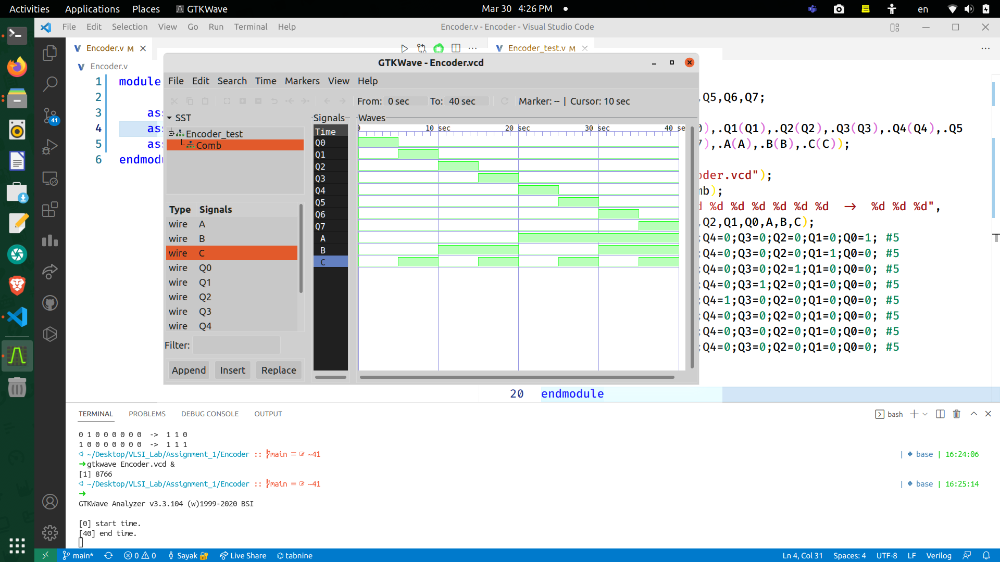 Activities Applications Places GTKWave Mar 30 4:26 PM en
File Edit Selection View Go Run Terminal Help Encoder.v - Encoder - Visual Studio Code
Encoder.v M Encoder_test.v M
Encoder.v
1 module
2
3 as
4 as
5 as
6 endmodu
GTKWave - Encoder.vcd
File Edit Search Time Markers View Help
From: 0 sec To: 40 sec Marker: -- | Cursor: 10 sec
SST
Encoder_test
Comb
Type Signals
wire A
wire B
wire C
wire Q0
wire Q1
wire Q2
wire Q3
wire Q4
Filter:
Append Insert Replace
Signals
Time
Q0
Q1
Q2
Q3
Q4
Q5
Q6
Q7
A
B
C
Waves
10 sec 20 sec 30 sec 40 se
,Q5,Q6,Q7;
),.Q1(Q1),.Q2(Q2),.Q3(Q3),.Q4(Q4),.Q5
),.A(A),.B(B),.C(C));
oder.vcd");
mb);
%d %d %d %d %d %d -> %d %d %d",
,Q2,Q1,Q0,A,B,C);
;Q4=0;Q3=0;Q2=0;Q1=0;Q0=1; #5
;Q4=0;Q3=0;Q2=0;Q1=1;Q0=0; #5
;Q4=0;Q3=0;Q2=1;Q1=0;Q0=0; #5
;Q4=0;Q3=1;Q2=0;Q1=0;Q0=0; #5
;Q4=1;Q3=0;Q2=0;Q1=0;Q0=0; #5
;Q4=0;Q3=0;Q2=0;Q1=0;Q0=0; #5
;Q4=0;Q3=0;Q2=0;Q1=0;Q0=0; #5
;Q4=0;Q3=0;Q2=0;Q1=0;Q0=0; #5
20 endmodule
41
TERMINAL PROBLEMS DEBUG CONSOLE OUTPUT bash
0 1 0 0 0 0 0 0 -> 1 1 0
1 0 0 0 0 0 0 0 -> 1 1 1
~/Desktop/VLSI_Lab/Assignment_1/Encoder :: main ≡ ~41 | base | 16:24:06
➜gtkwave Encoder.vcd &
[1] 8766
~/Desktop/VLSI_Lab/Assignment_1/Encoder :: main ≡ ~41 | base | 16:25:14
➜
GTKWave Analyzer v3.3.104 (w)1999-2020 BSI
[0] start time.
[40] end time.
main* 0 0 Sayak Live Share tabnine Ln 4, Col 31 Spaces: 4 UTF-8 LF Verilog